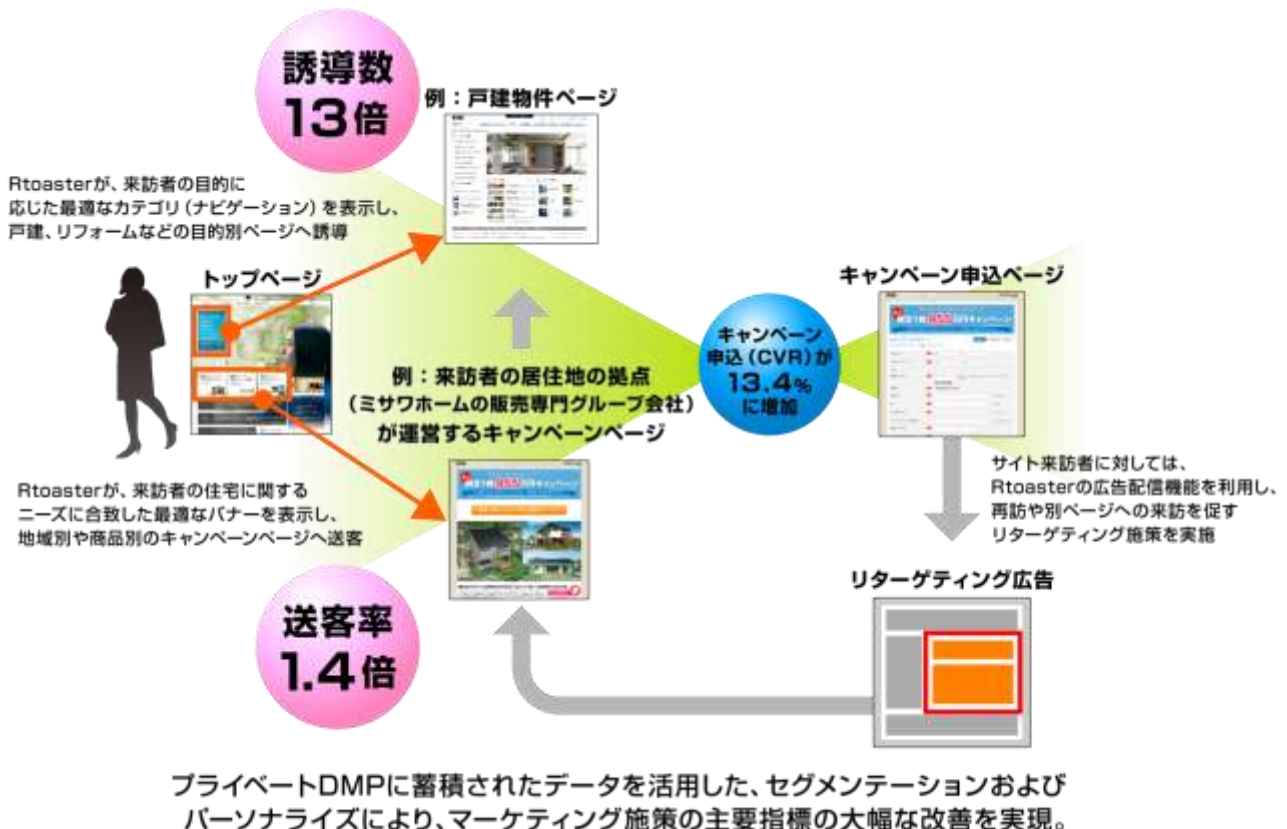 誘導数
13倍
例：戸建物件ページ
Rtoasterが、来訪者の目的に
応じた最適なカテゴリ（ナビゲーション）を表示し、
戸建、リフォームなどの目的別ページへ誘導
トップページ
キャンペーン申込ページ
キャンペーン
申込（CVR）が
13.4%
に増加
例：来訪者の居住地の拠点
（ミサワホームの販売専門グループ会社）
が運営するキャンペーンページ
Rtoasterが、来訪者の住宅に関する
ニーズに合致した最適なバナーを表示し、
地域別や商品別のキャンペーンページへ送客
サイト来訪者に対しては、
Rtoasterの広告配信機能を利用し、
再訪や別ページへの来訪を促す
リターゲティング施策を実施
リターゲティング広告
送客率
1.4倍
プライベートDMPに蓄積されたデータを活用した、セグメンテーションおよび
パーソナライズにより、マーケティング施策の主要指標の大幅な改善を実現。